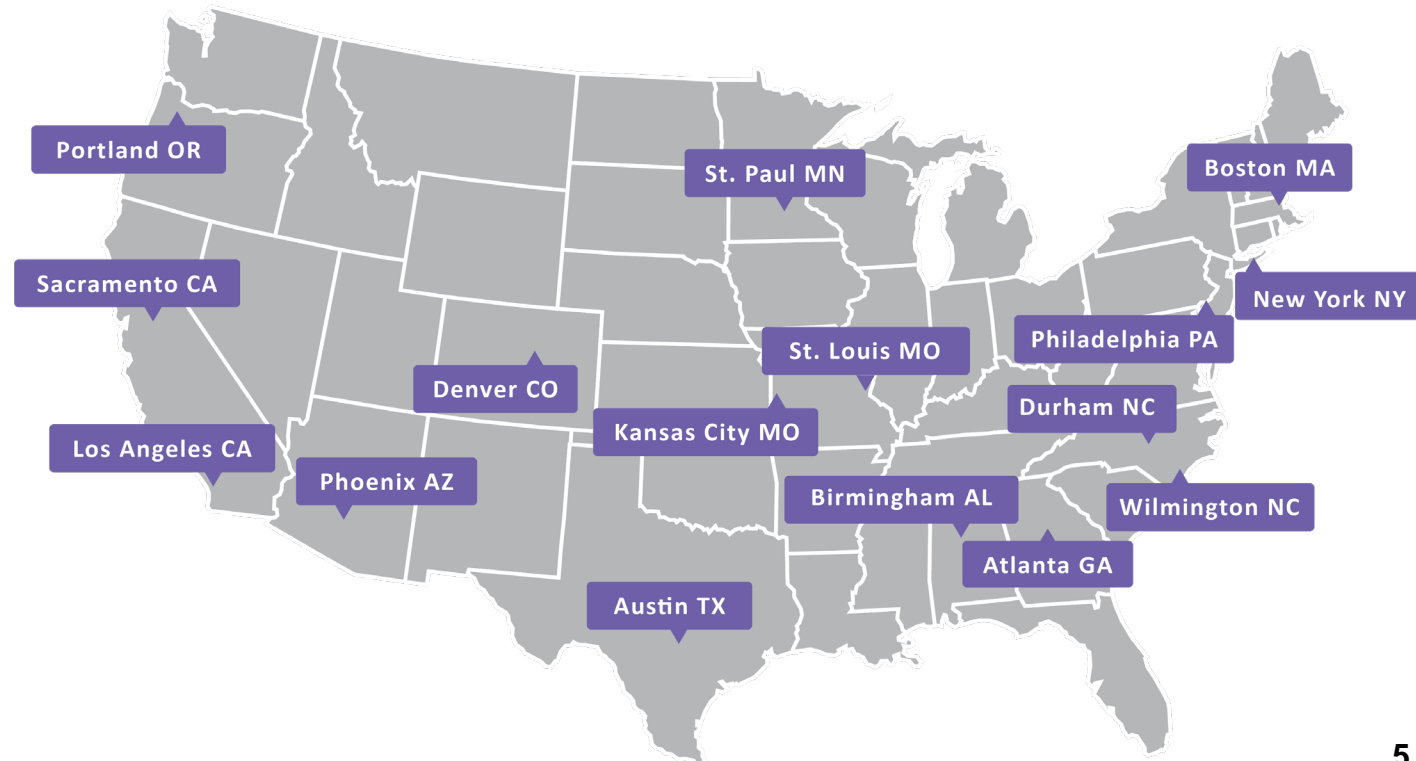 Portland OR
St. Paul MN
Boston MA
Sacramento CA
New York NY
Philadelphia PA
St. Louis MO
Denver CO
Durham NC
Kansas City MO
Los Angeles CA
Phoenix AZ
Birmingham AL
Wilmington NC
Atlanta GA
Austin TX
5